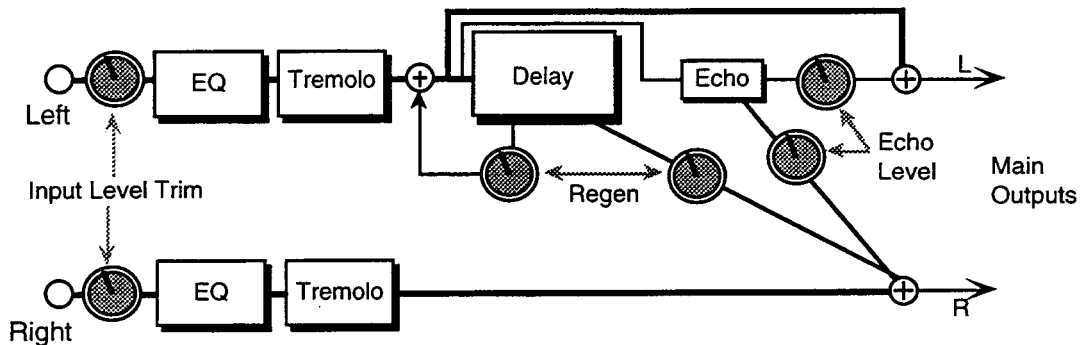 Left
EQ
Tremolo
Delay
Echo
L
Echo
Level
Main
Outputs
Input Level Trim
Regen
Right
EQ
Tremolo
R